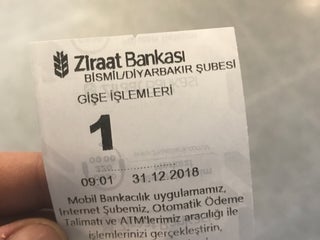 Ziraat Bankası
BİSMİL/DİYARBAKIR ŞUBESİ
GİŞE İŞLEMLERİ
1
09:01 31.12.2018
Mobil Bankacılık uygulamamız,
İnternet Şubemiz, Otomatik Ödeme
Talimatı ve ATM'lerimiz aracılığı ile
işlemlerinizi gerçekleştirin,